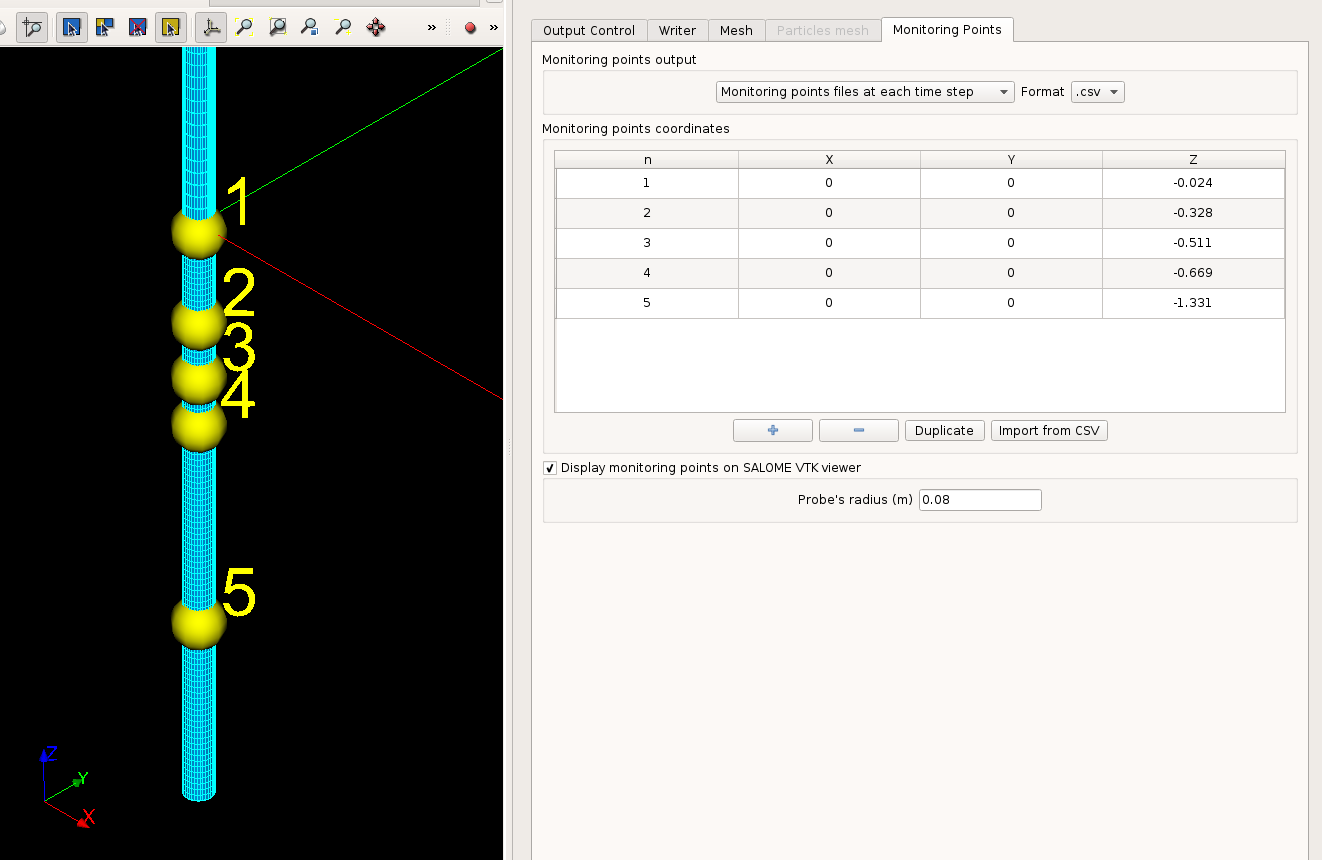 Output Control Writer Mesh Particles mesh Monitoring Points
Monitoring points output
Monitoring points files at each time step Format .csv
Monitoring points coordinates
n X Y Z
1 0 0 -0.024
2 0 0 -0.328
3 0 0 -0.511
4 0 0 -0.669
5 0 0 -1.331
+ − Duplicate Import from CSV
Display monitoring points on SALOME VTK viewer
Probe's radius (m) 0.08
» »
1
2
3
4
5
Z
Y
X